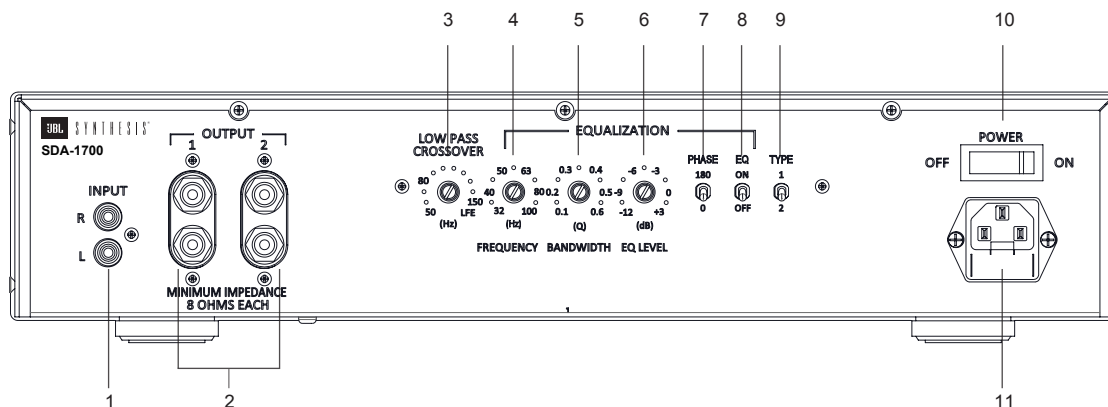 3 4 5 6 7 8 9 10
JBL SYNTHESIS
SDA-1700
OUTPUT
1 2
INPUT
R
L
MINIMUM IMPEDANCE
8 OHMS EACH
LOW PASS
CROSSOVER
80
150
50 LFE
(Hz)
EQUALIZATION
50 63
40 80
32 100
(Hz)
FREQUENCY
0.3 0.4
0.2 0.5
0.1 0.6
(Q)
BANDWIDTH
-6 -3
-9 0
-12 +3
(dB)
EQ LEVEL
PHASE
180
0
EQ
ON
OFF
TYPE
1
2
POWER
OFF ON
1 2 11